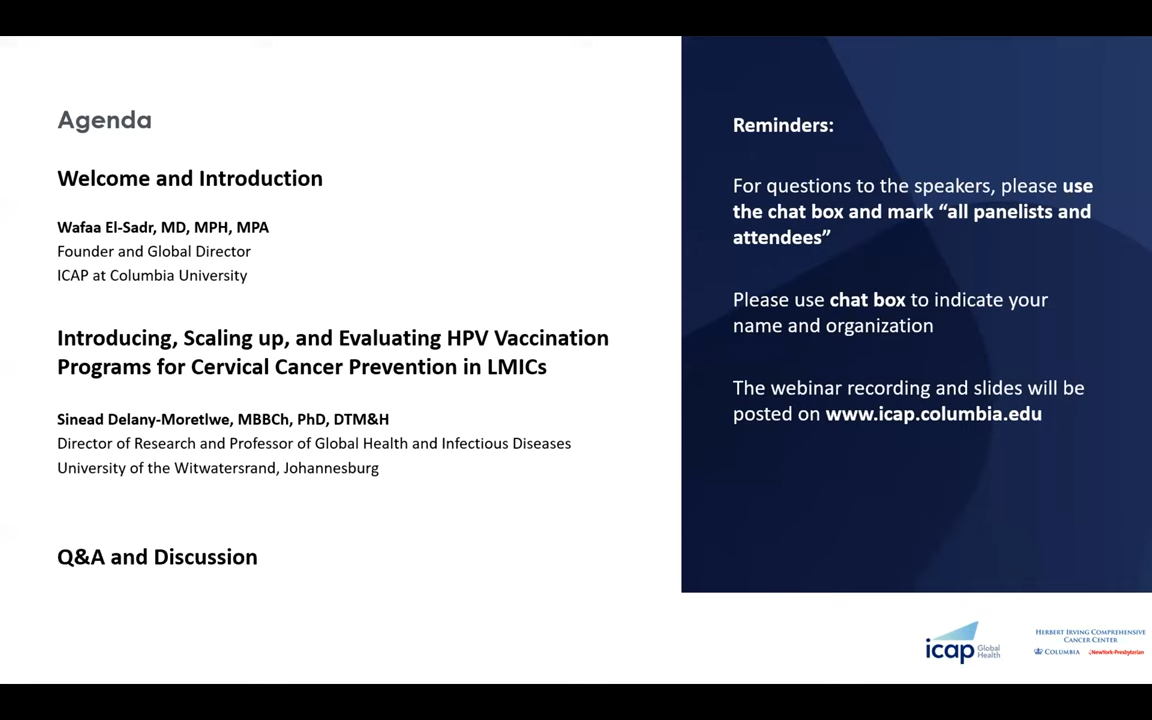 Agenda
Welcome and Introduction
Wafaa El-Sadr, MD, MPH, MPA
Founder and Global Director
ICAP at Columbia University
Introducing, Scaling up, and Evaluating HPV Vaccination
Programs for Cervical Cancer Prevention in LMICs
Sinead Delany-Moretlwe, MBBCh, PhD, DTM&H
Director of Research and Professor of Global Health and Infectious Diseases
University of the Witwatersrand, Johannesburg
Q&A and Discussion
Reminders:
For questions to the speakers, please use
the chat box and mark “all panelists and
attendees”
Please use chat box to indicate your
name and organization
The webinar recording and slides will be
posted on www.icap.columbia.edu
icap Global
Health
HERBERT IRVING COMPREHENSIVE
CANCER CENTER
COLUMBIA NewYork-Presbyterian